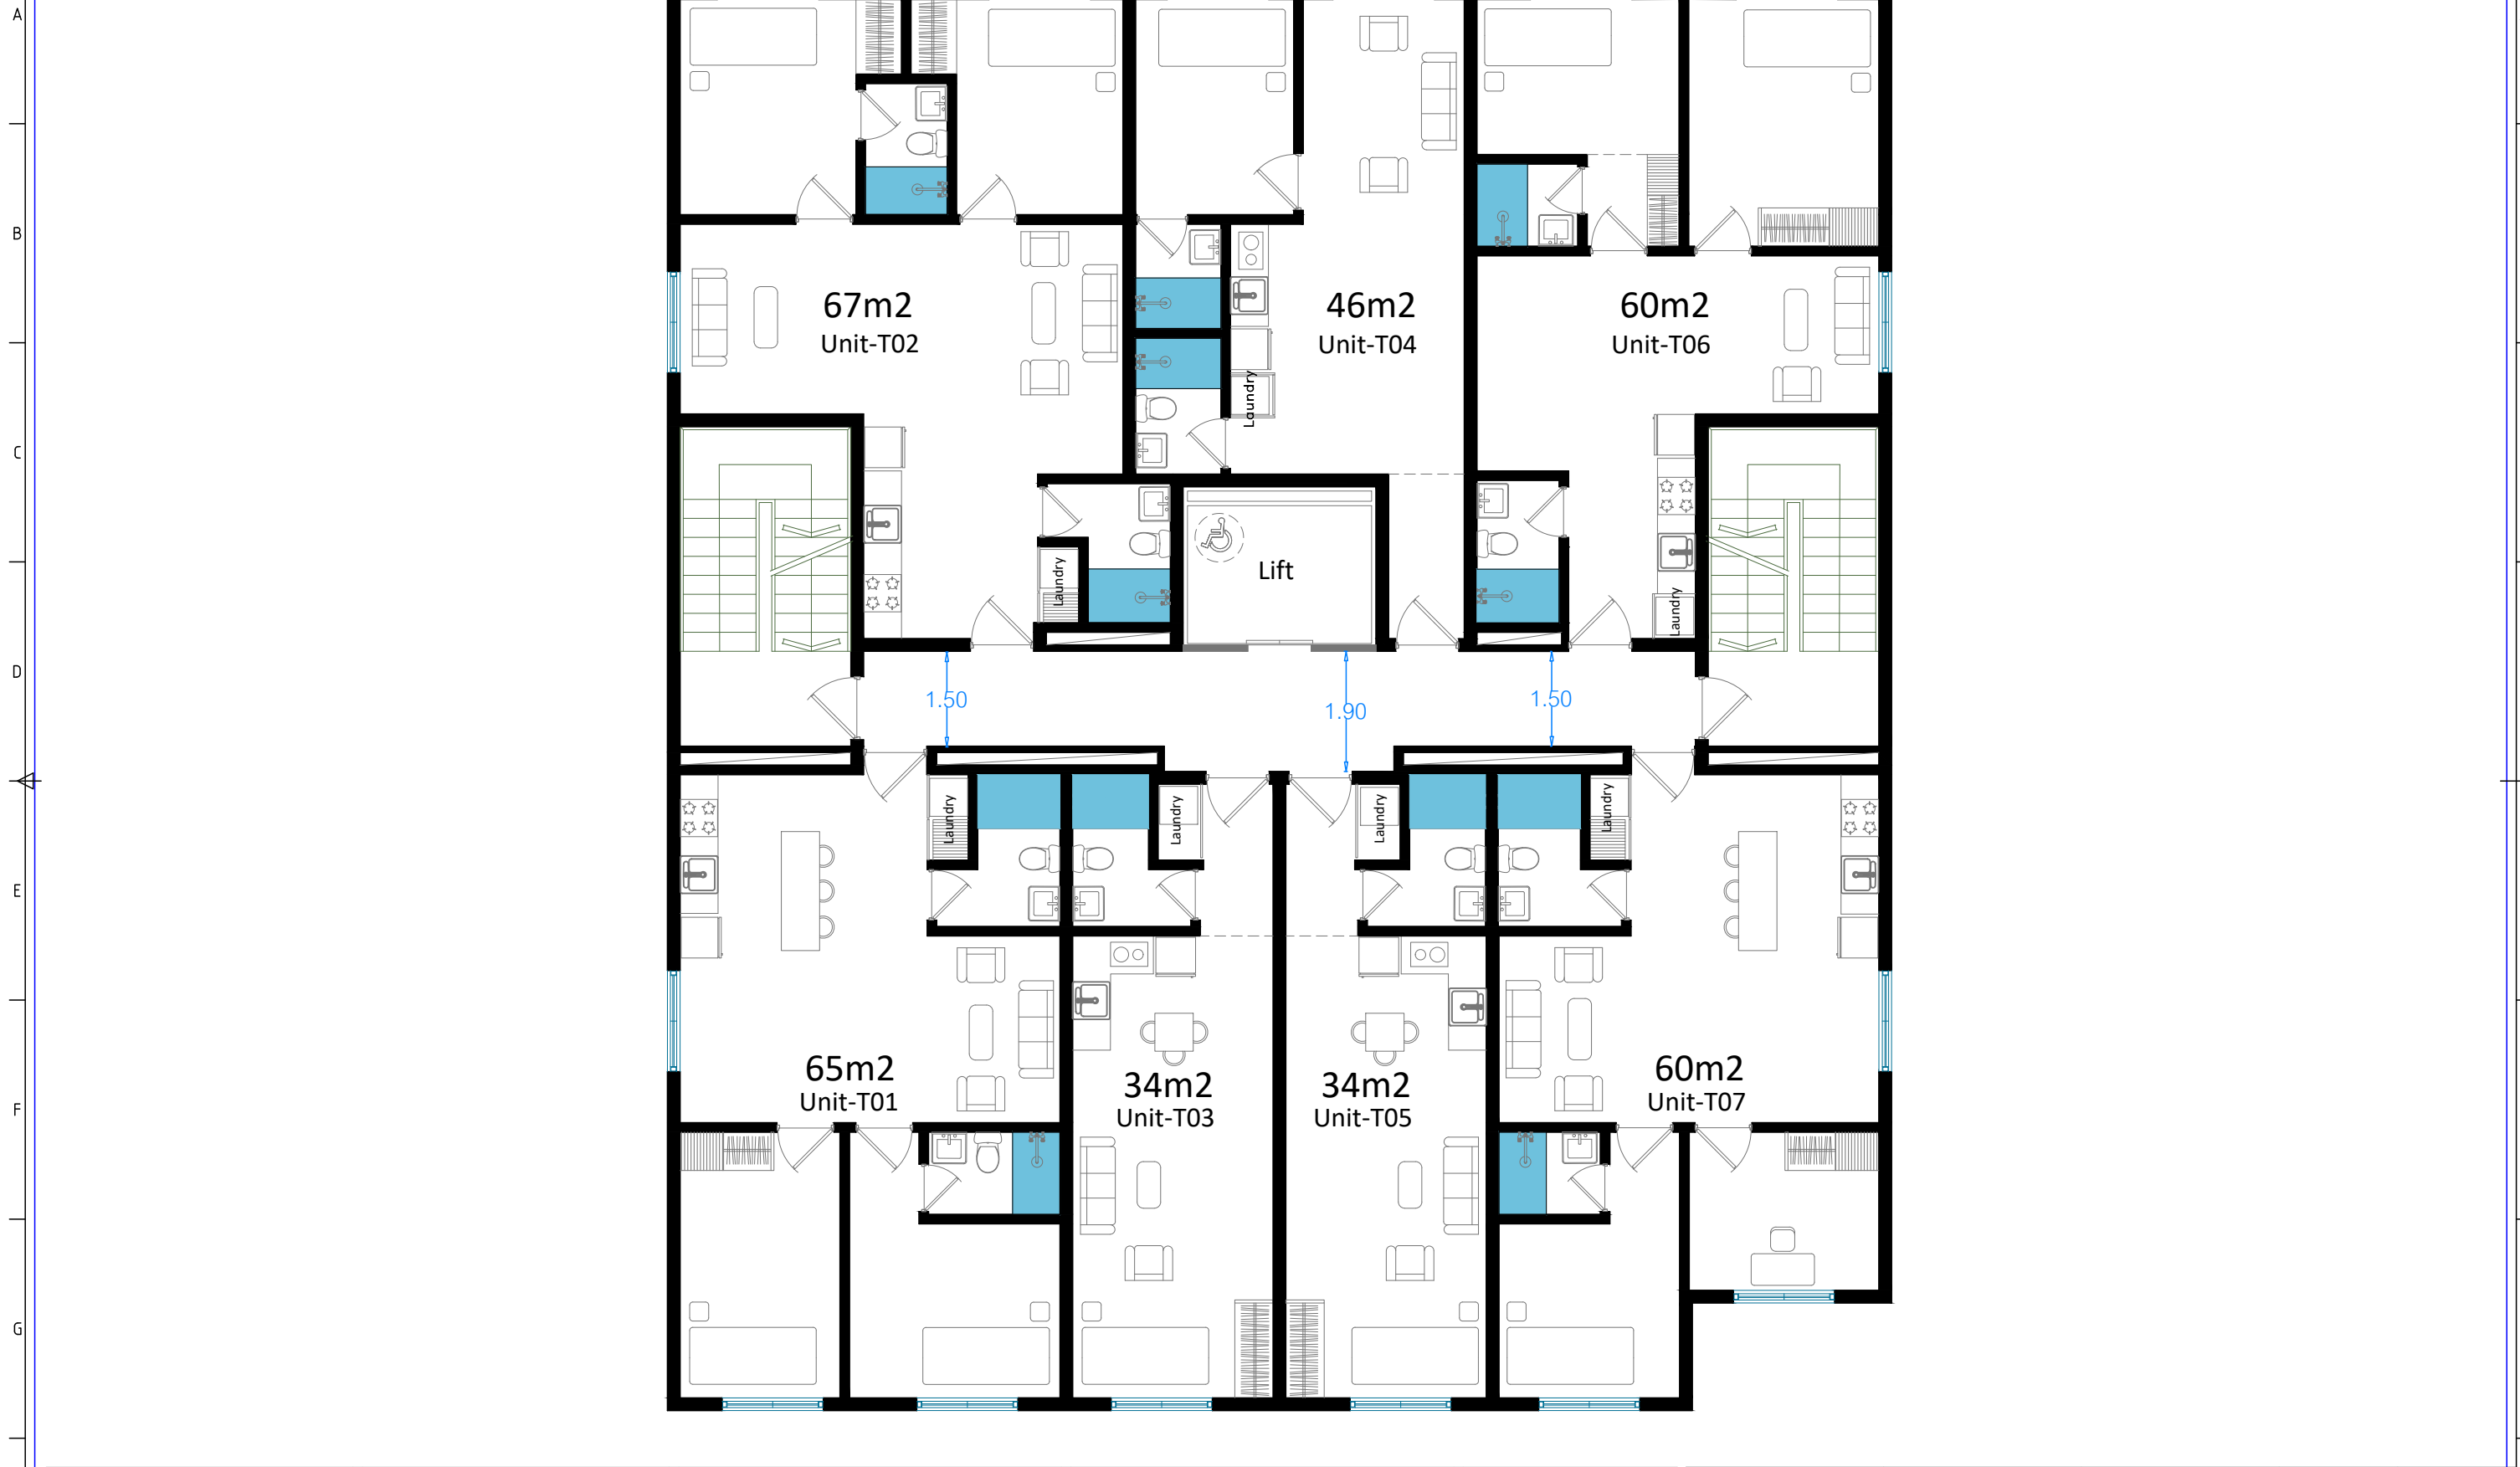 A
B
67m2
Unit-T02
46m2
Unit-T04
60m2
Unit-T06
Laundry
C
Laundry
Lift
Laundry
D
1.50
1.90
1.50
Laundry
Laundry
Laundry
Laundry
E
65m2
Unit-T01
34m2
Unit-T03
34m2
Unit-T05
60m2
Unit-T07
F
G